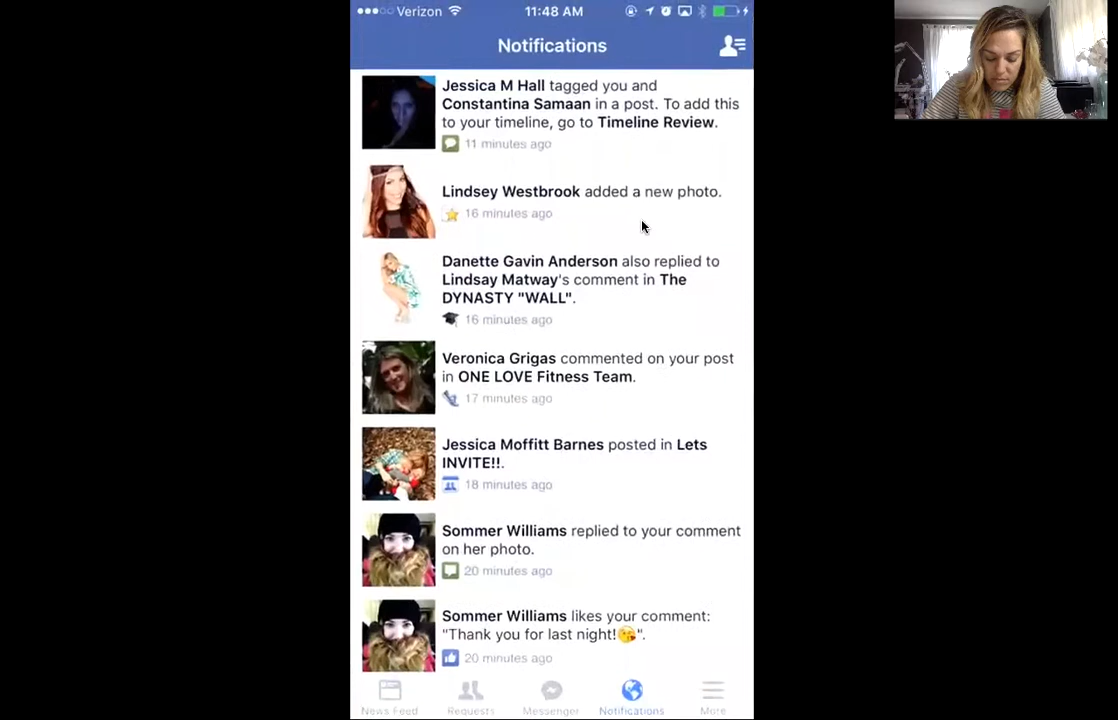 Verizon 11:48 AM
Notifications
Jessica M Hall tagged you and
Constantina Samaan in a post. To add this
to your timeline, go to Timeline Review.
11 minutes ago
Lindsey Westbrook added a new photo.
16 minutes ago
Danette Gavin Anderson also replied to
Lindsay Matway's comment in The
DYNASTY "WALL".
16 minutes ago
Veronica Grigas commented on your post
in ONE LOVE Fitness Team.
17 minutes ago
Jessica Moffitt Barnes posted in Lets
INVITE!!.
18 minutes ago
Sommer Williams replied to your comment
on her photo.
20 minutes ago
Sommer Williams likes your comment:
"Thank you for last night!😘".
20 minutes ago
News Feed Requests Messenger Notifications More